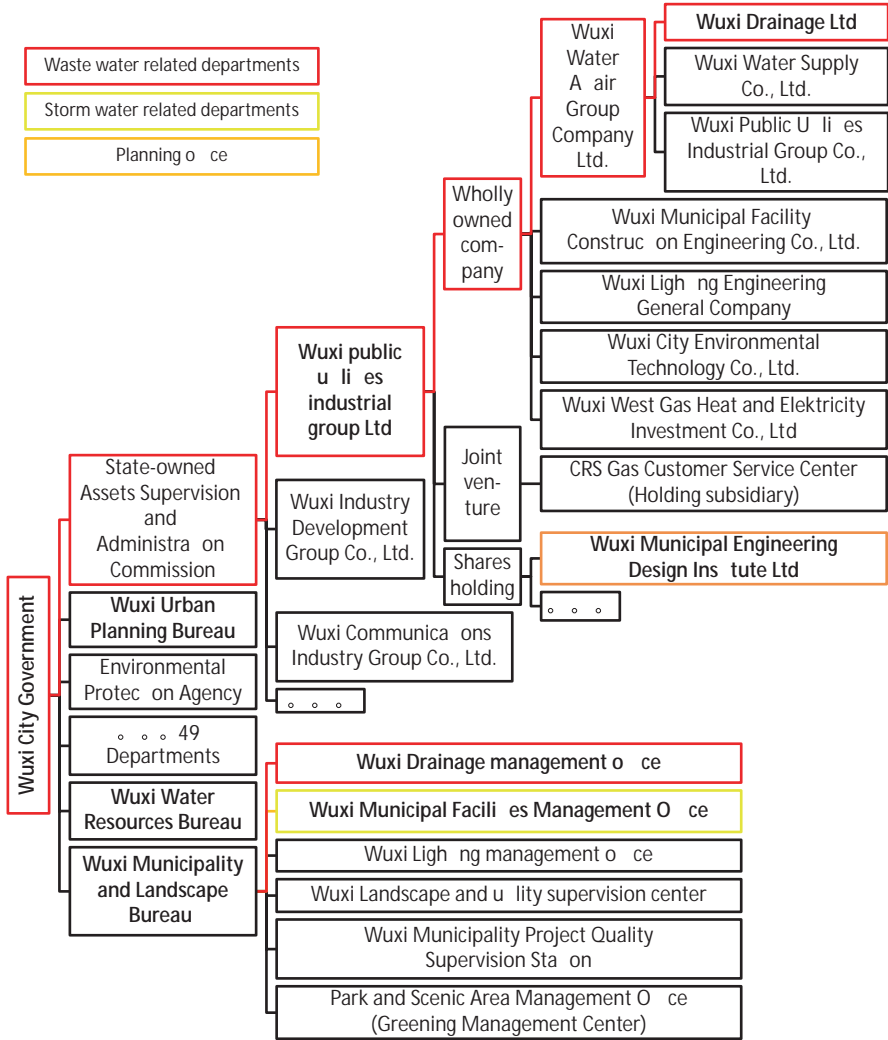 Waste water related departments
Storm water related departments
Planning o ce
Wuxi
Water
A air
Group
Company
Ltd.
Wuxi Drainage Ltd
Wuxi Water Supply
Co., Ltd.
Wuxi Public U li es
Industrial Group Co.,
Ltd.
Wholly
owned
com-
pany
Wuxi Municipal Facility
Construc on Engineering Co., Ltd.
Wuxi Ligh ng Engineering
General Company
Wuxi City Environmental
Technology Co., Ltd.
Wuxi West Gas Heat and Elektricity
Investment Co., Ltd
Wuxi public
u li es
industrial
group Ltd
Joint
ven-
ture
CRS Gas Customer Service Center
(Holding subsidiary)
Shares
holding
Wuxi Municipal Engineering
Design Ins tute Ltd
。。。
State-owned
Assets Supervision
and
Administra on
Commission
Wuxi Industry
Development
Group Co., Ltd.
Wuxi Communica ons
Industry Group Co., Ltd.
。。。
Wuxi City Government
Wuxi Urban
Planning Bureau
Environmental
Protec on Agency
。。。49
Departments
Wuxi Water
Resources Bureau
Wuxi Municipality
and Landscape
Bureau
Wuxi Drainage management o ce
Wuxi Municipal Facili es Management O ce
Wuxi Ligh ng management o ce
Wuxi Landscape and u lity supervision center
Wuxi Municipality Project Quality
Supervision Sta on
Park and Scenic Area Management O ce
(Greening Management Center)